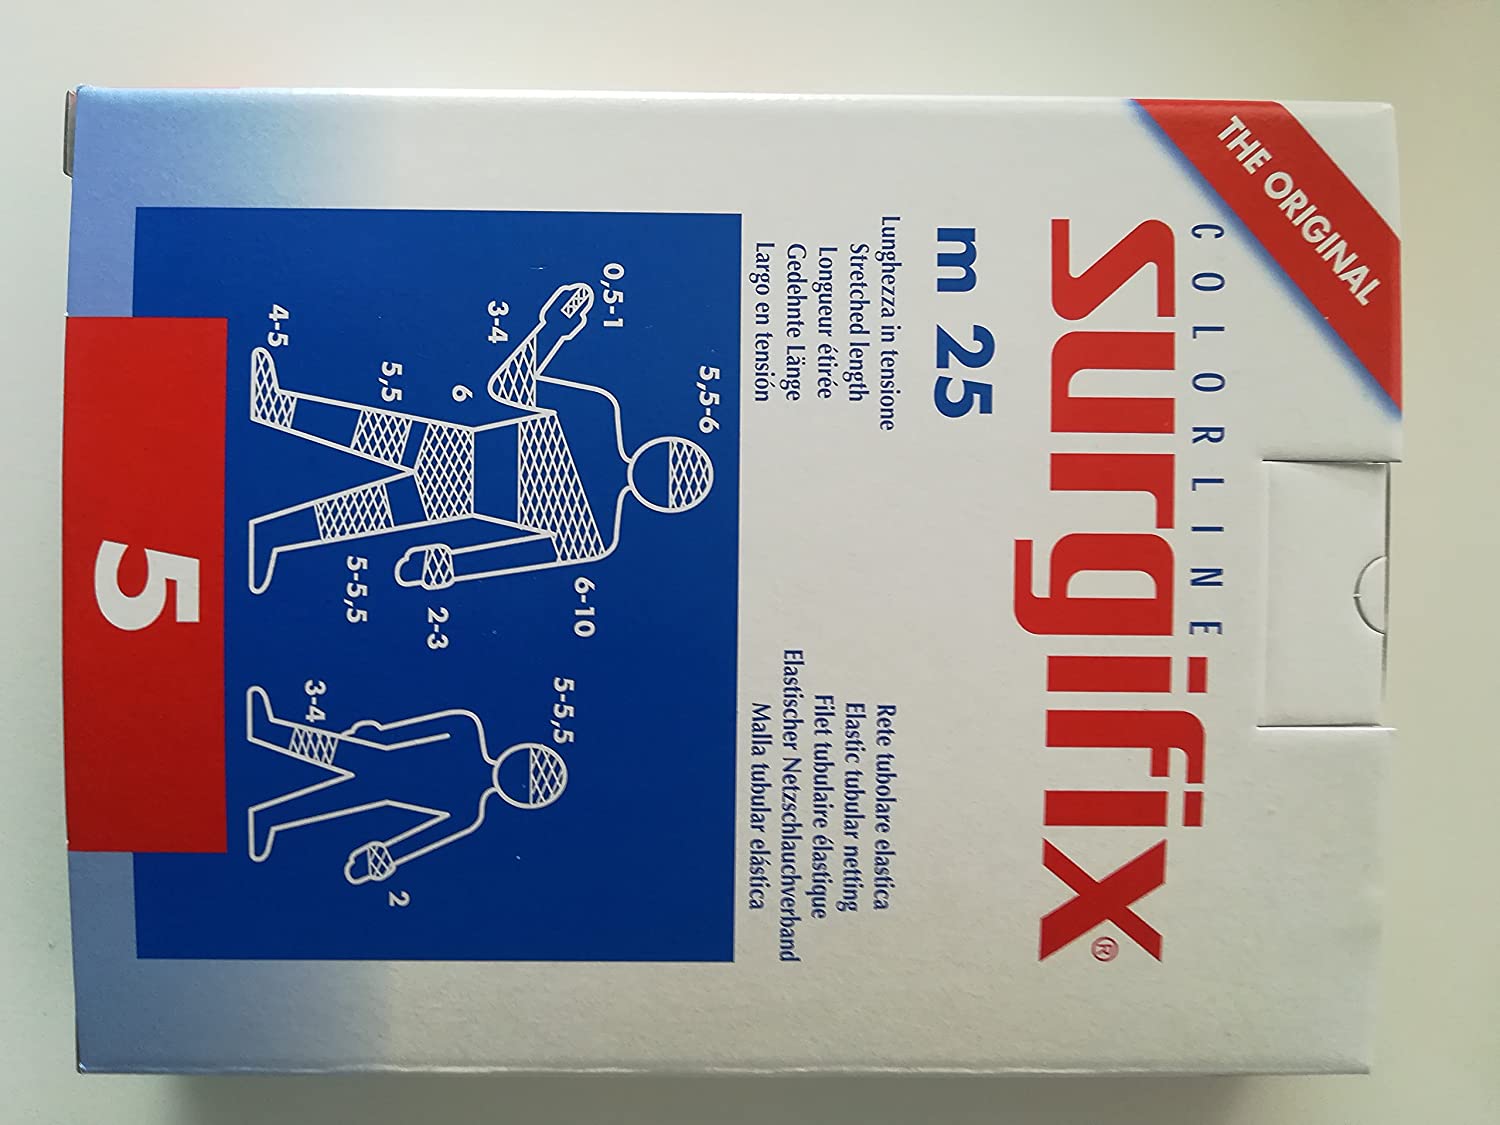 THE ORIGINAL
COLORLINE
Surgifix®
m 25
Lunghezza in tensione
Stretched length
Longueur étirée
Gedehnte Länge
Largo en tensión
Rete tubolare elastica
Elastic tubular netting
Filet tubulaire élastique
Elastischer Netzschlauchverband
Malla tubular elástica
5,5-6
0,5-1
3-4
6-10
6
5,5
2-3
5-5,5
4-5
5-5,5
3-4
2
5